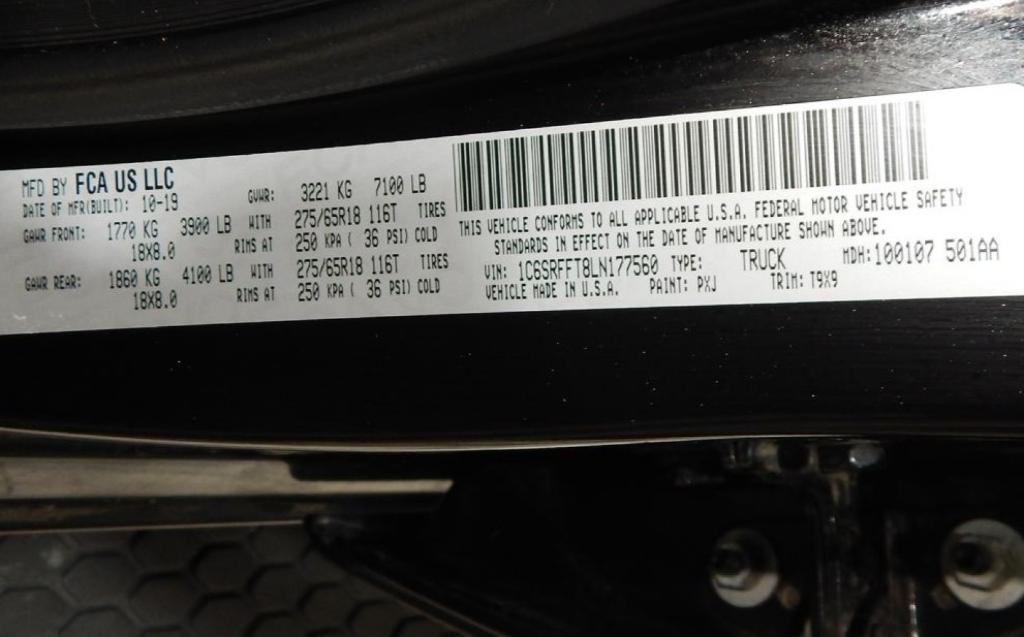 MFD BY FCA US LLC
DATE OF MFR(BUILT): 10-19 GVWR: 3221 KG 7100 LB
GAWR FRONT: 1770 KG 3900 LB WITH 275/65R18 116T TIRES
18X8.0 RIMS AT 250 KPA ( 36 PSI) COLD
GAWR REAR: 1860 KG 4100 LB WITH 275/65R18 116T TIRES
18X8.0 RIMS AT 250 KPA ( 36 PSI) COLD
THIS VEHICLE CONFORMS TO ALL APPLICABLE U.S.A. FEDERAL MOTOR VEHICLE SAFETY
STANDARDS IN EFFECT ON THE DATE OF MANUFACTURE SHOWN ABOVE.
VIN: 1C6SRFFT8LN177560 TYPE: TRUCK MDH:100107 501AA
VEHICLE MADE IN U.S.A. PAINT: PXJ TRIM: T9X9